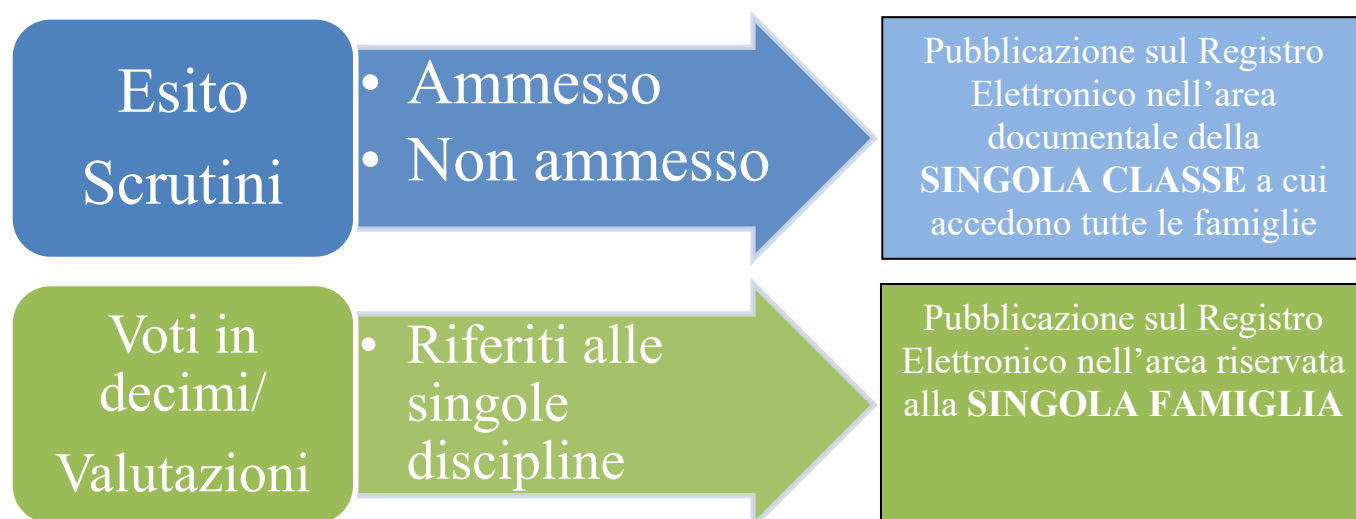 Esito
Scrutini
• Ammesso
• Non ammesso
Pubblicazione sul Registro
Elettronico nell’area
documentale della
SINGOLA CLASSE a cui
accedono tutte le famiglie
Voti in
decimi/
Valutazioni
• Riferiti alle
singole
discipline
Pubblicazione sul Registro
Elettronico nell’area riservata
alla SINGOLA FAMIGLIA